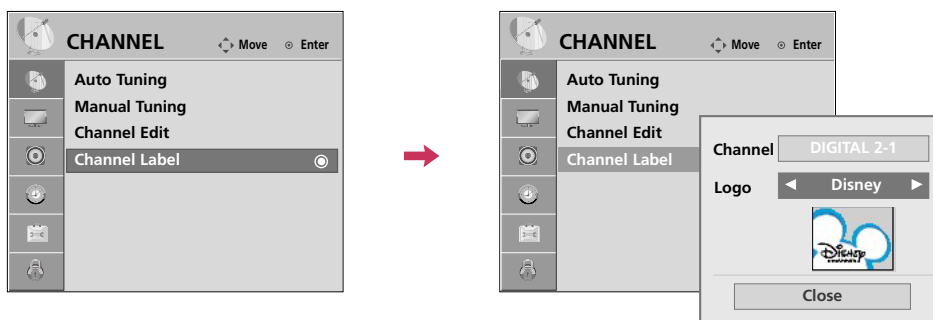 CHANNEL Move Enter
Auto Tuning
Manual Tuning
Channel Edit
Channel Label
CHANNEL Move Enter
Auto Tuning
Manual Tuning
Channel Edit
Channel Label
Channel DIGITAL 2-1
Logo ◄ Disney ►
Disney
Close